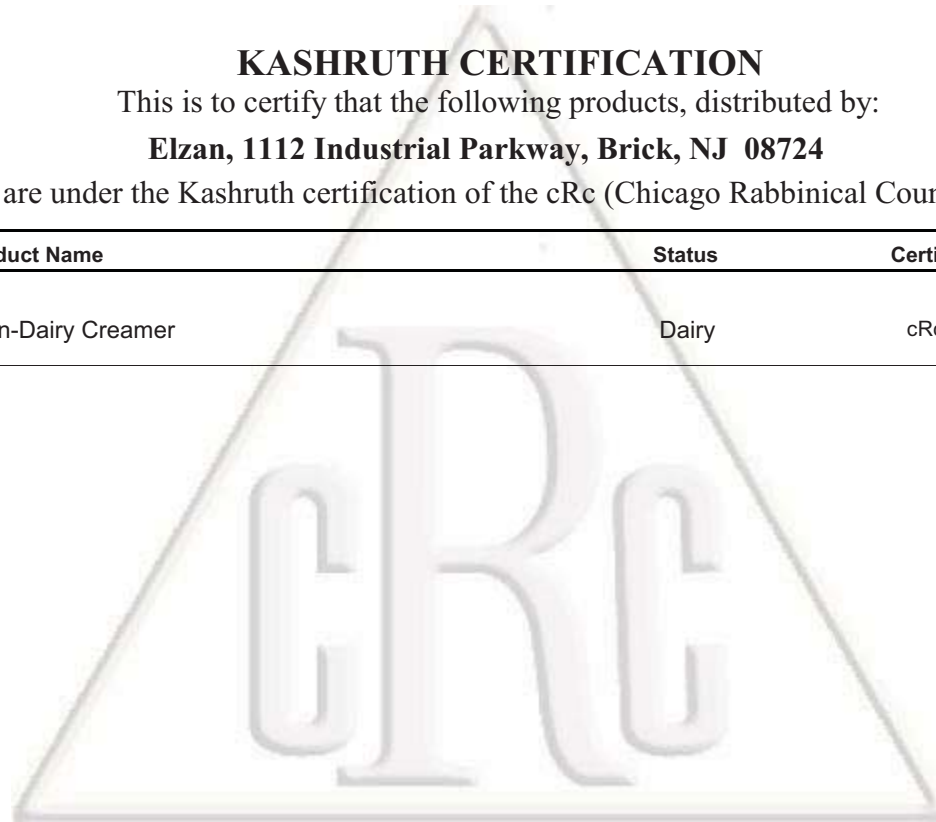 KASHRUTH CERTIFICATION
This is to certify that the following products, distributed by:
Elzan, 1112 Industrial Parkway, Brick, NJ 08724
are under the Kashruth certification of the cRc (Chicago Rabbinical Coun
duct Name Status Certi
n-Dairy Creamer Dairy cRc
cRc